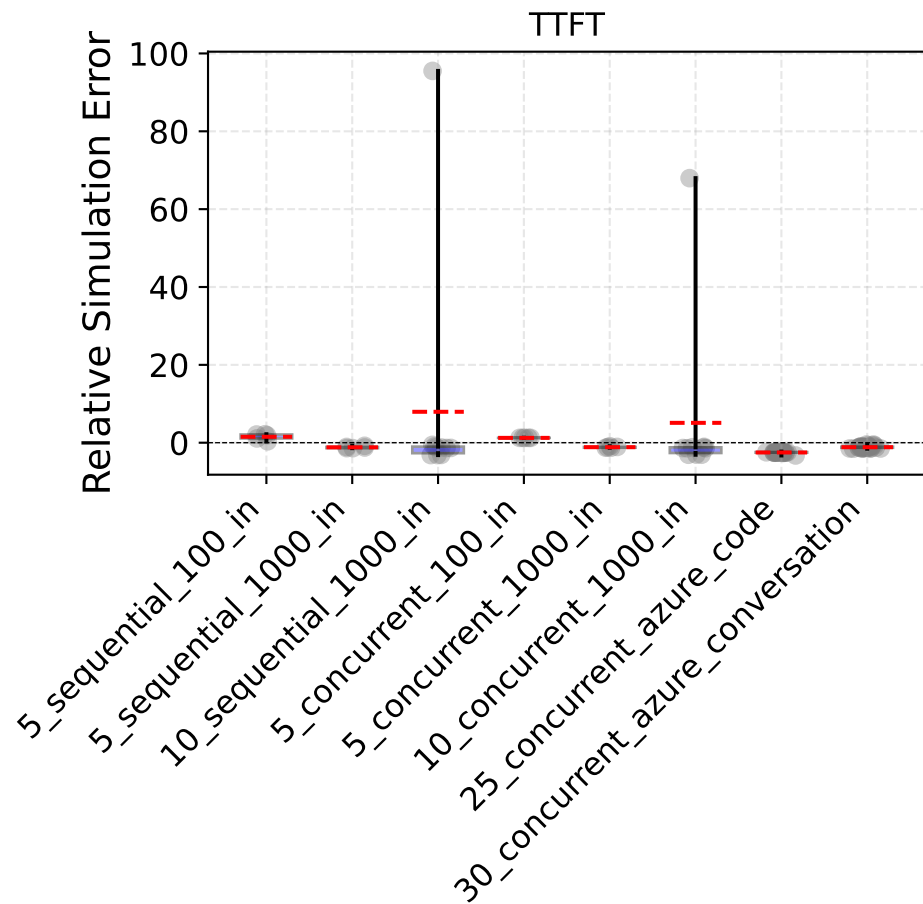 TTFT
Relative Simulation Error
100
80
60
40
20
0
5_sequential_100_in
5_sequential_1000_in
10_sequential_1000_in
5_concurrent_100_in
5_concurrent_1000_in
10_concurrent_1000_in
25_concurrent_azure_code
30_concurrent_azure_conversation